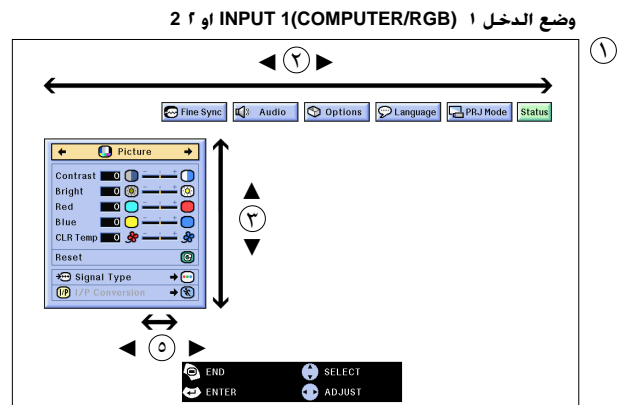 وضع الدخل ١ INPUT 1(COMPUTER/RGB) او ٢ 2
١
٢
Fine Sync Audio Options Language PRJ Mode Status
Picture
Contrast 0
Bright 0
Red 0
Blue 0
CLR Temp 0
Reset
Signal Type
I/P I/P Conversion
٣
٥
END SELECT
ENTER ADJUST